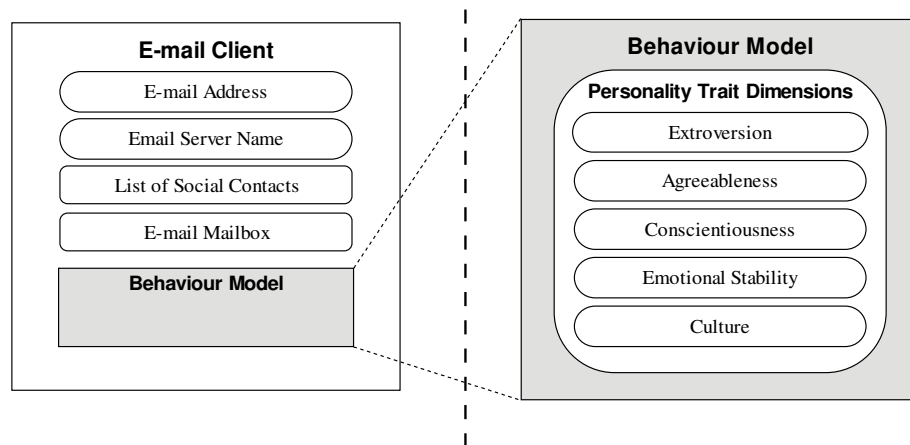 E-mail Client
E-mail Address
Email Server Name
List of Social Contacts
E-mail Mailbox
Behaviour Model
Behaviour Model
Personality Trait Dimensions
Extroversion
Agreeableness
Conscientiousness
Emotional Stability
Culture